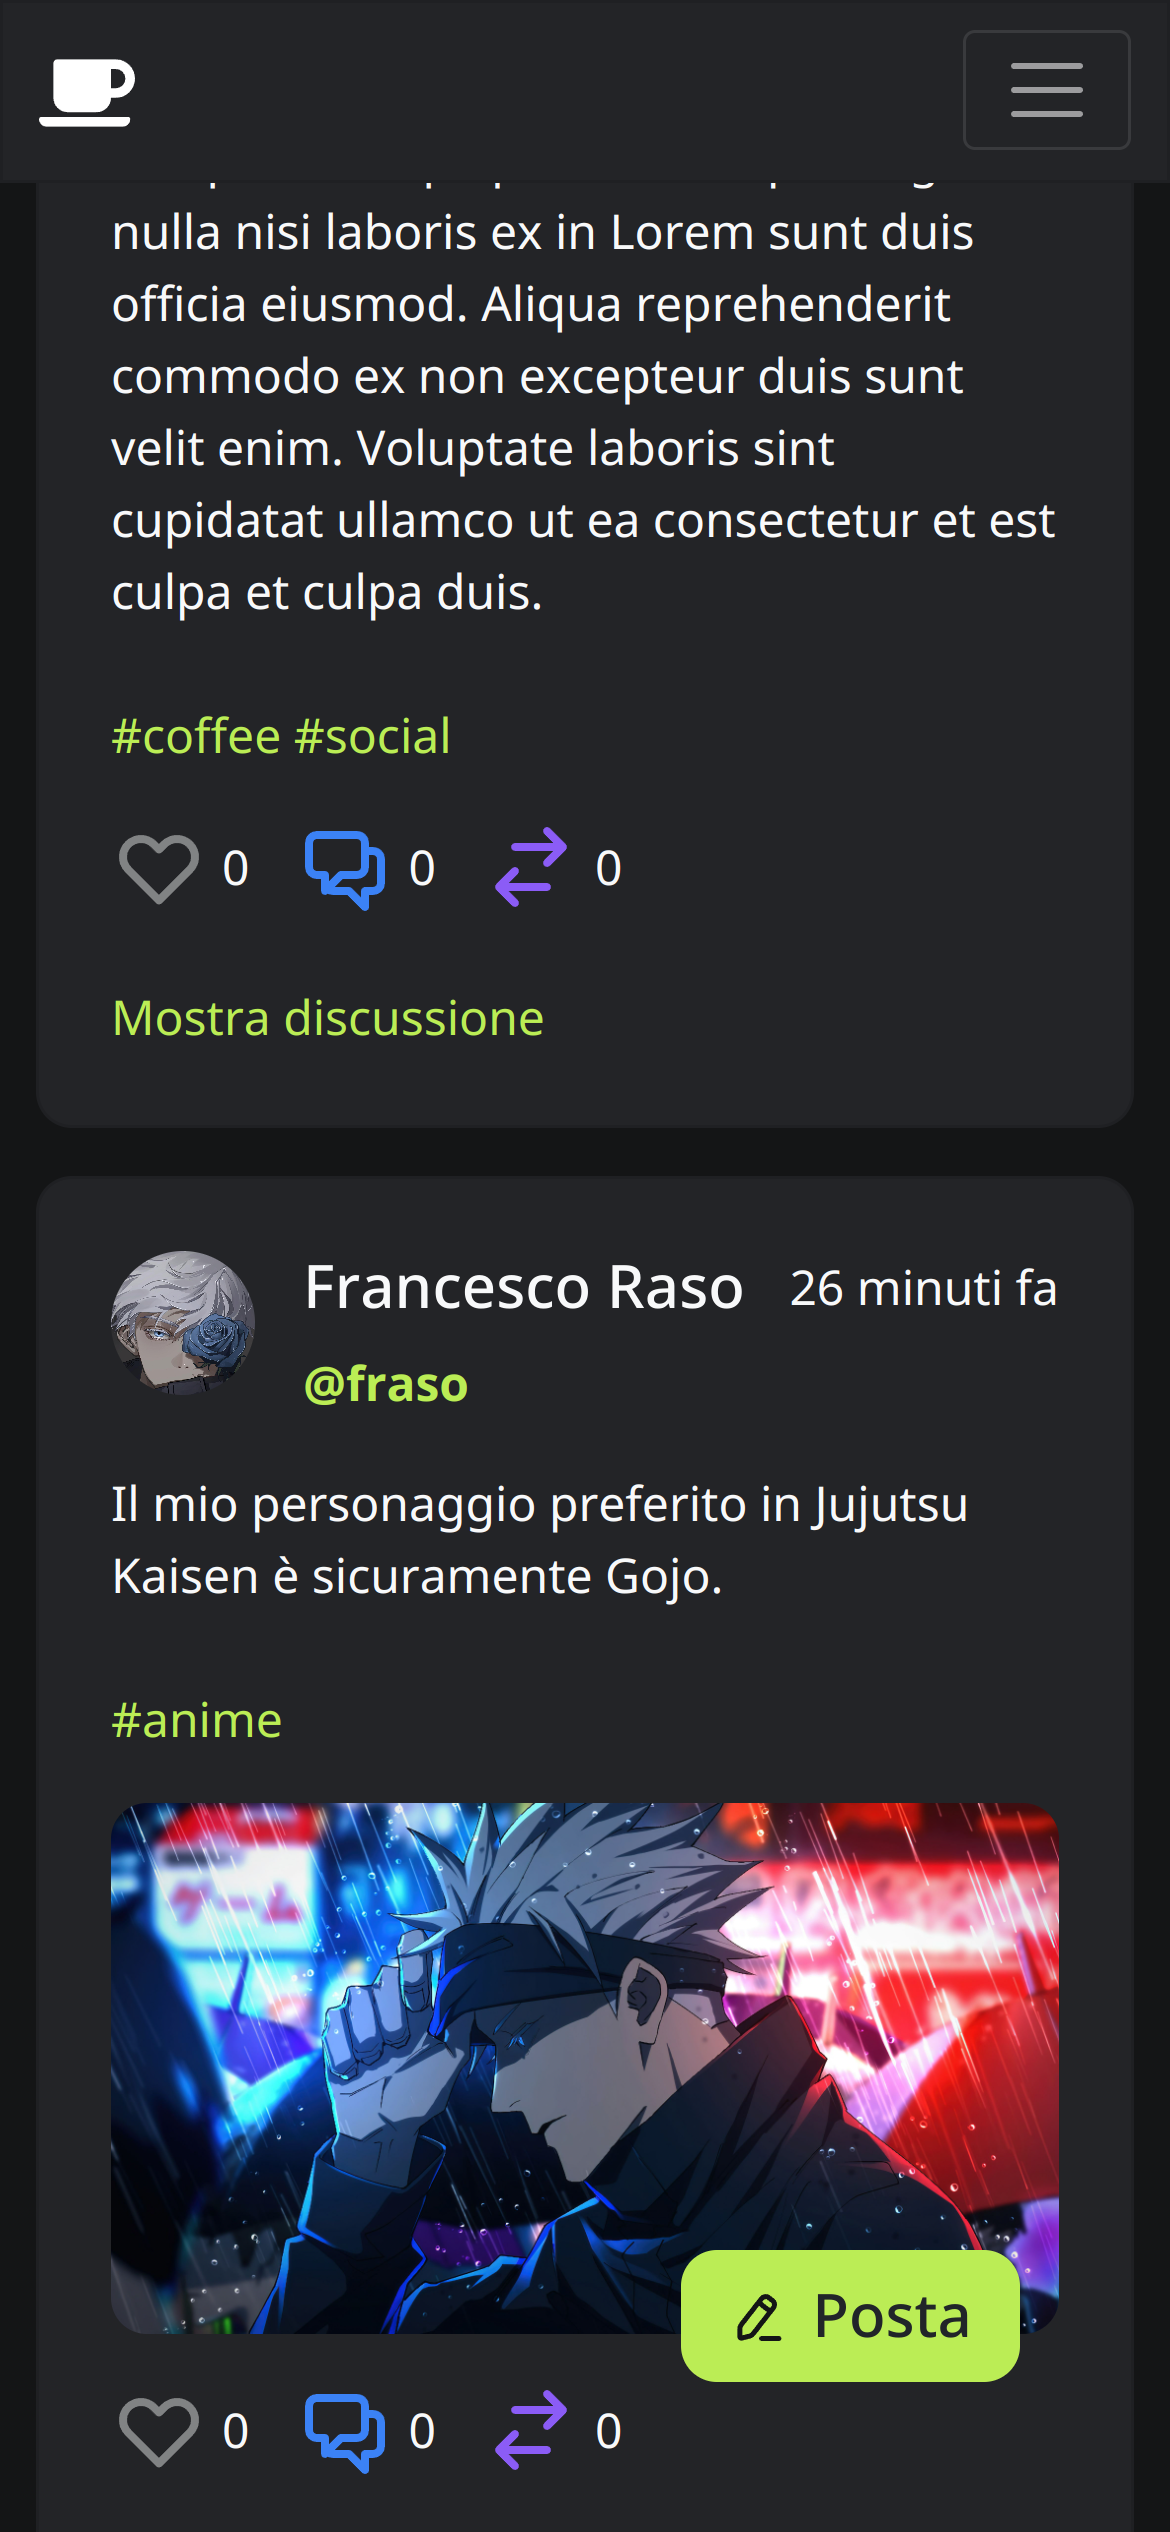 nulla nisi laboris ex in Lorem sunt duis
officia eiusmod. Aliqua reprehenderit
commodo ex non excepteur duis sunt
velit enim. Voluptate laboris sint
cupidatat ullamco ut ea consectetur et est
culpa et culpa duis.
#coffee #social
0 0 0
Mostra discussione
Francesco Raso 26 minuti fa
@fraso
Il mio personaggio preferito in Jujutsu
Kaisen è sicuramente Gojo.
#anime
Posta
0 0 0